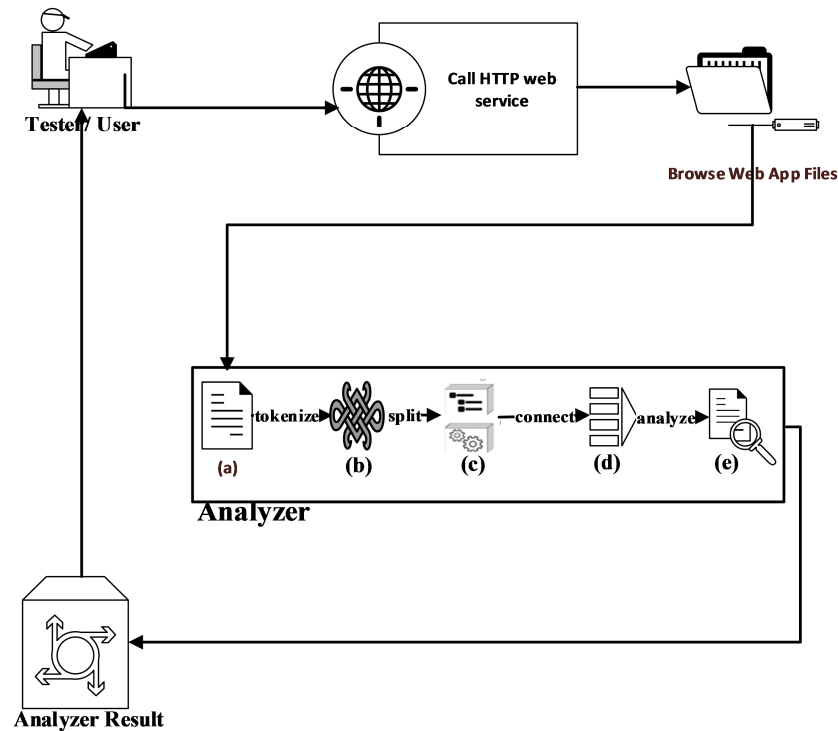 Call HTTP web
service
Tester/ User
Browse Web App Files
tokenize
split
connect
analyze
(a)
(b)
(c)
(d)
(e)
Analyzer
Analyzer Result